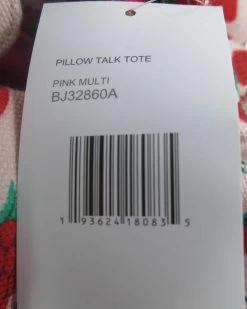 PILLOW TALK TOTE
PINK MULTI
BJ32860A
1 93624 18083 5